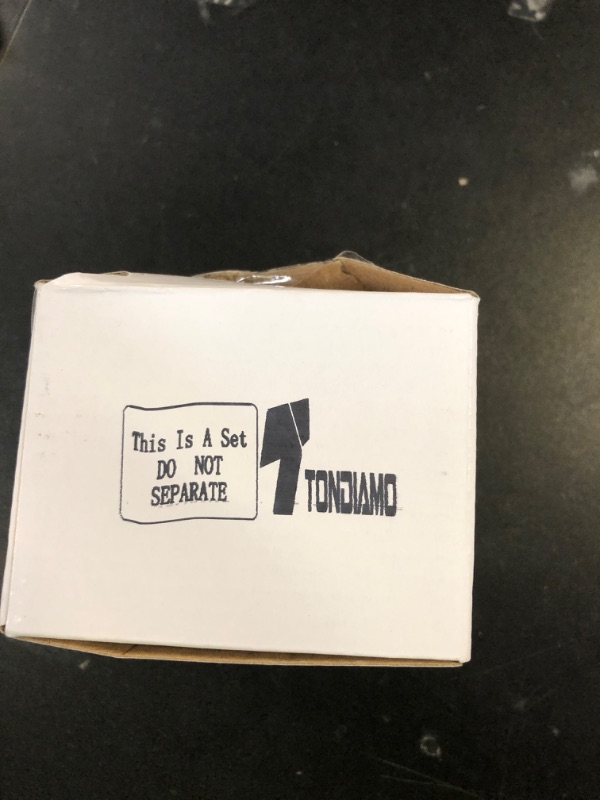 This Is A Set
DO NOT
SEPARATE
TONDIAMO